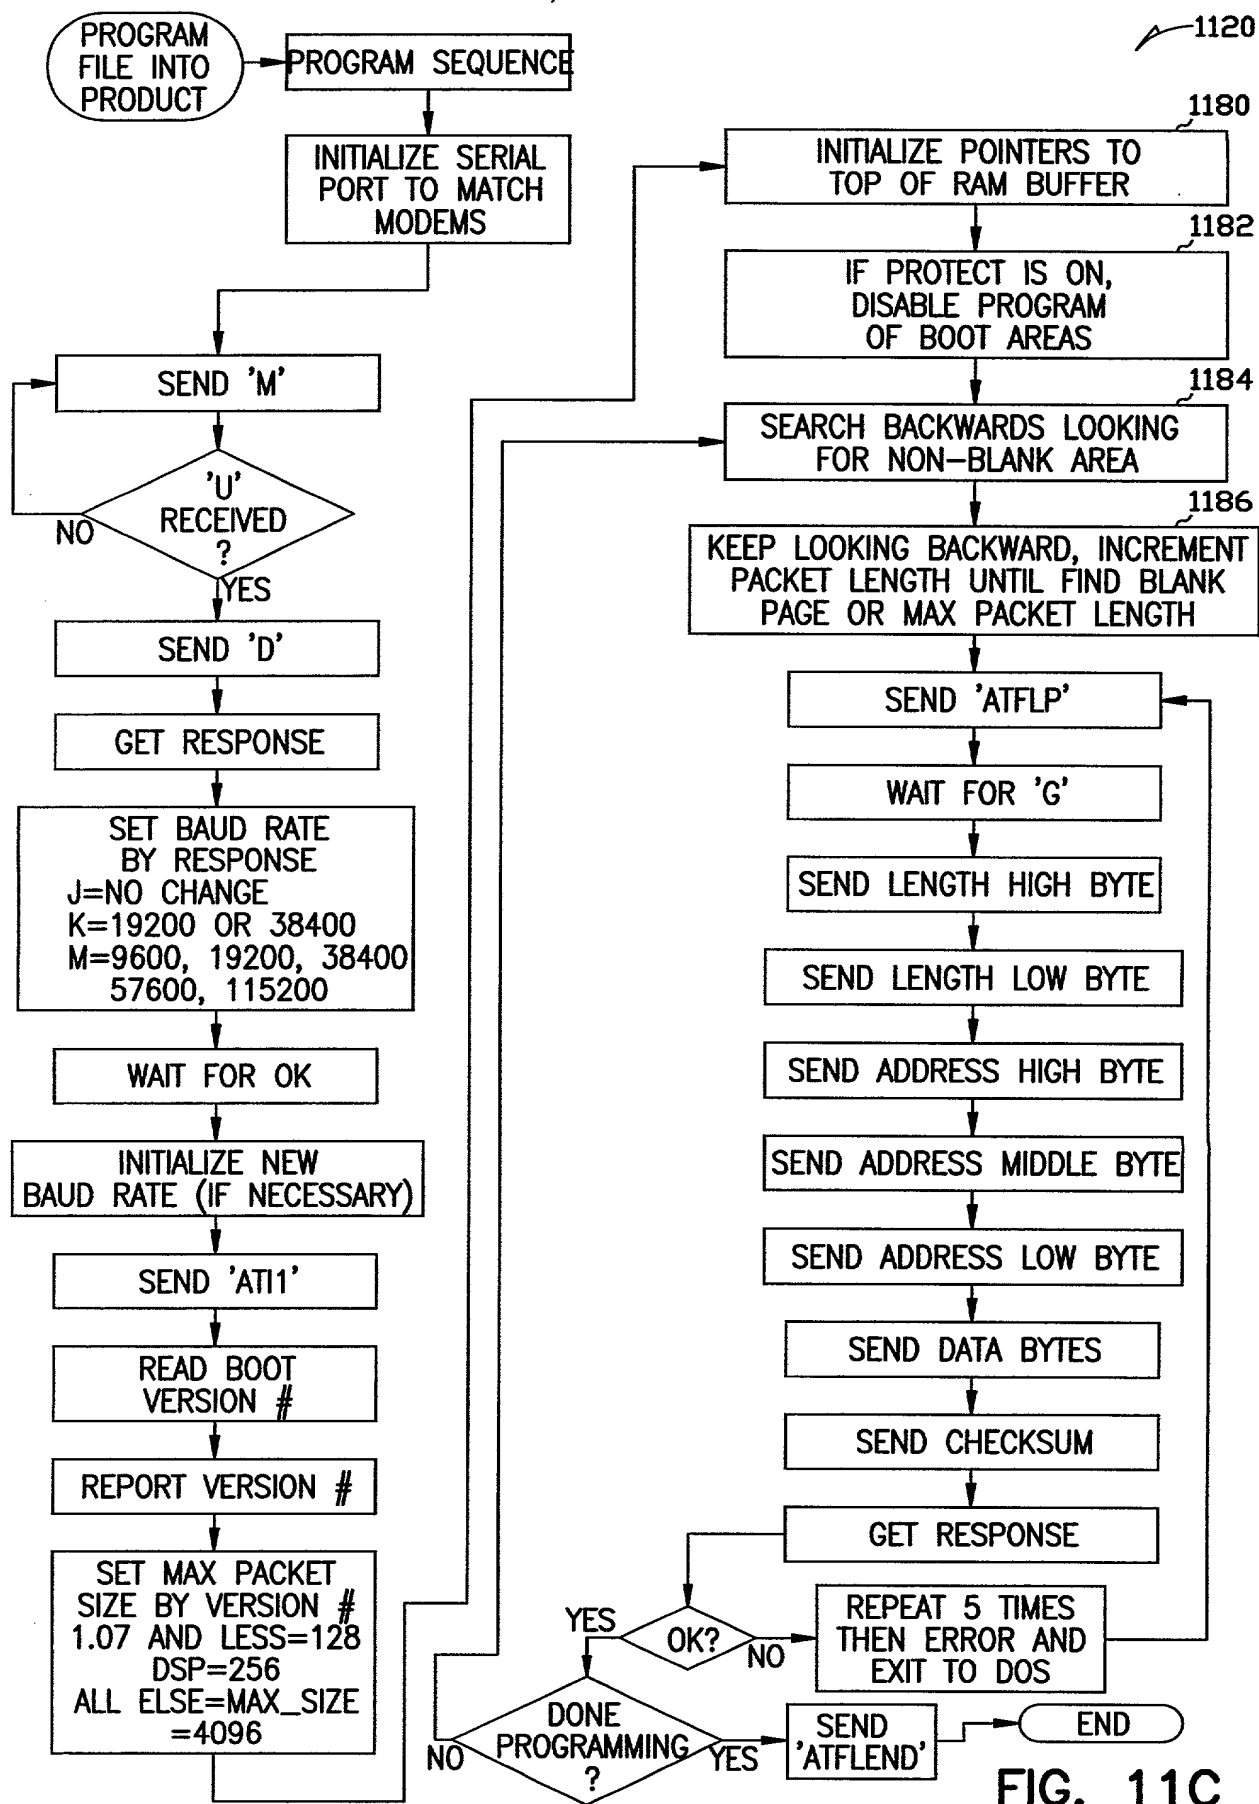 PROGRAM
FILE INTO
PRODUCT
PROGRAM SEQUENCE
INITIALIZE SERIAL
PORT TO MATCH
MODEMS
SEND 'M'
'U'
RECEIVED
?
NO
YES
SEND 'D'
GET RESPONSE
SET BAUD RATE
BY RESPONSE
J=NO CHANGE
K=19200 OR 38400
M=9600, 19200, 38400
57600, 115200
WAIT FOR OK
INITIALIZE NEW
BAUD RATE (IF NECESSARY)
SEND 'ATI1'
READ BOOT
VERSION #
REPORT VERSION #
SET MAX PACKET
SIZE BY VERSION #
1.07 AND LESS=128
DSP=256
ALL ELSE=MAX_SIZE
=4096
1120
1180
INITIALIZE POINTERS TO
TOP OF RAM BUFFER
1182
IF PROTECT IS ON,
DISABLE PROGRAM
OF BOOT AREAS
1184
SEARCH BACKWARDS LOOKING
FOR NON-BLANK AREA
1186
KEEP LOOKING BACKWARD, INCREMENT
PACKET LENGTH UNTIL FIND BLANK
PAGE OR MAX PACKET LENGTH
SEND 'ATFLP'
WAIT FOR 'G'
SEND LENGTH HIGH BYTE
SEND LENGTH LOW BYTE
SEND ADDRESS HIGH BYTE
SEND ADDRESS MIDDLE BYTE
SEND ADDRESS LOW BYTE
SEND DATA BYTES
SEND CHECKSUM
GET RESPONSE
YES
OK?
NO
REPEAT 5 TIMES
THEN ERROR AND
EXIT TO DOS
DONE
PROGRAMMING
?
NO
YES
SEND
'ATFLEND'
END
FIG. 11C